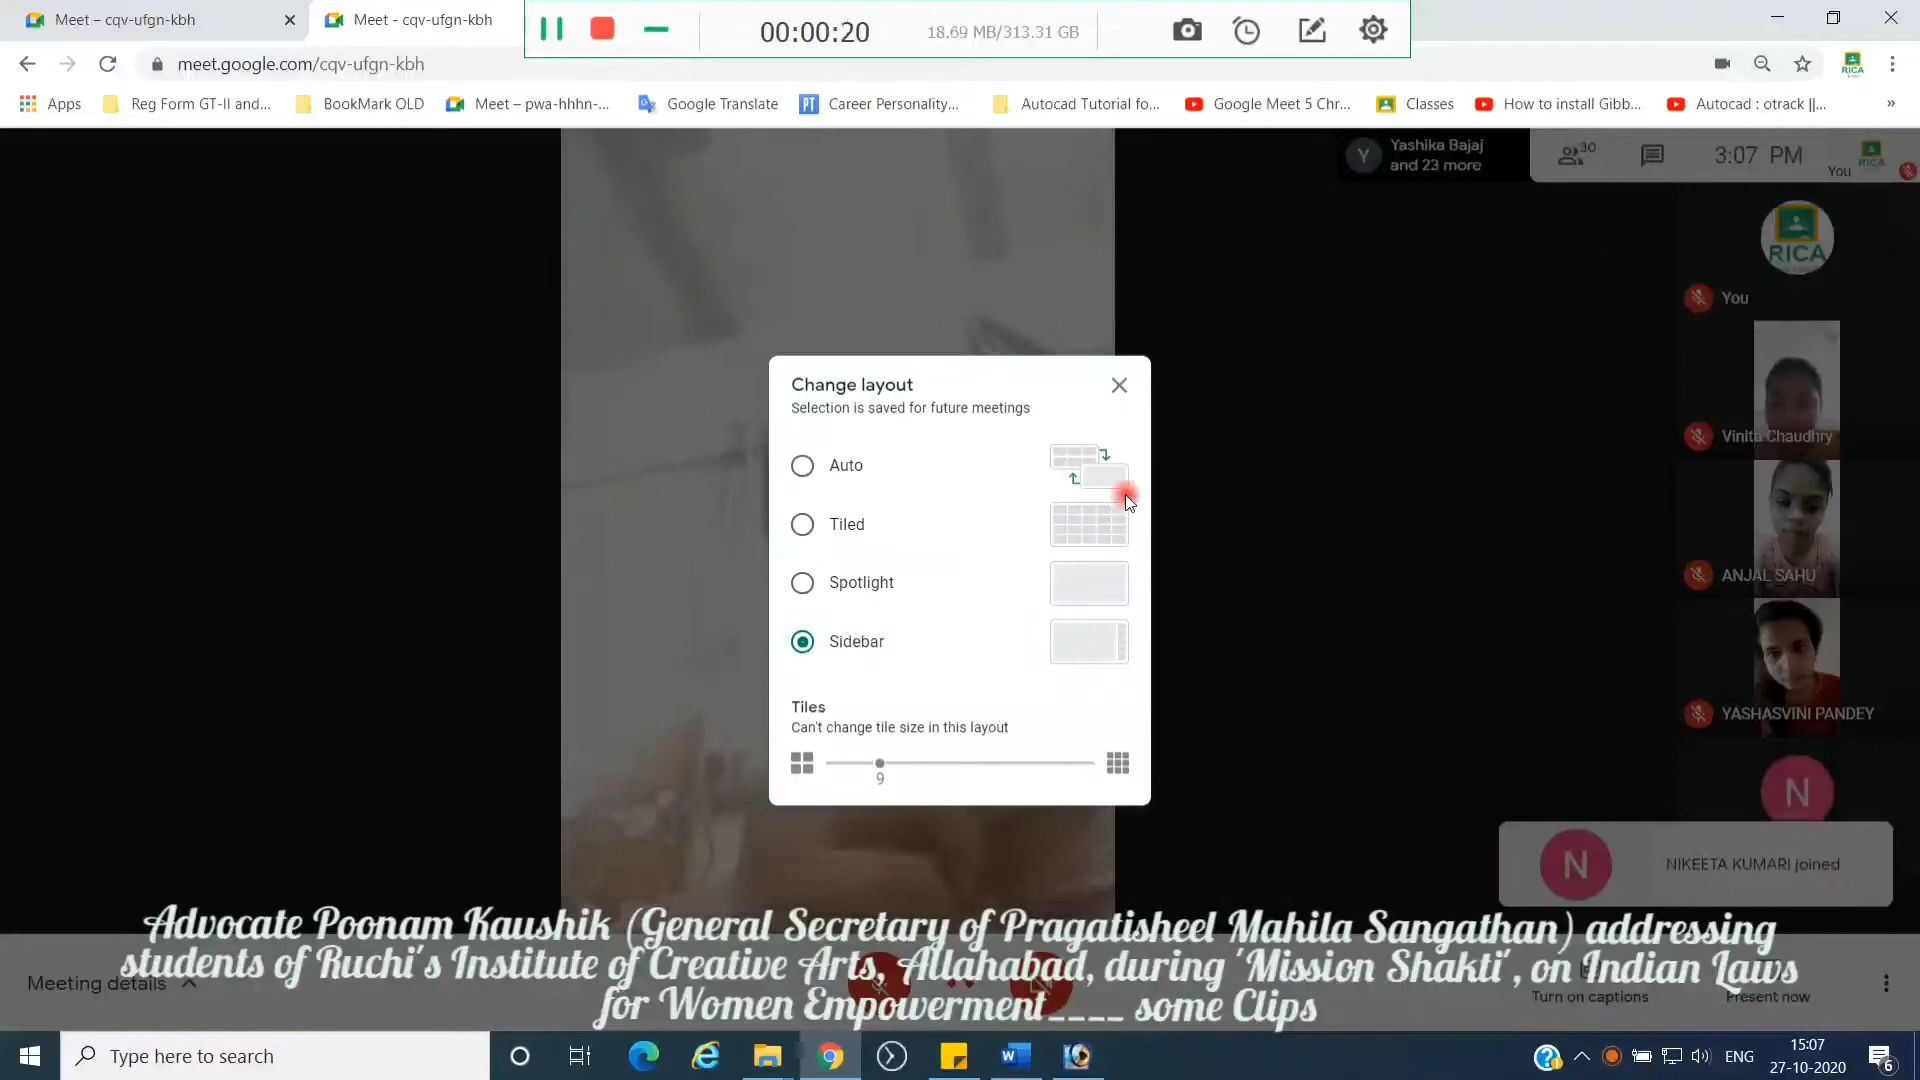 Meet – cqv-ufgn-kbh
Meet - cqv-ufgn-kbh
00:00:20
18.69 MB/313.31 GB
meet.google.com/cqv-ufgn-kbh
RICA
Apps
Reg Form GT-II and...
BookMark OLD
Meet – pwa-hhhn-...
Google Translate
PT
Career Personality...
Autocad Tutorial fo...
Google Meet 5 Chr...
Classes
How to install Gibb...
Autocad : otrack ||...
»
Y
Yashika Bajaj
and 23 more
30
3:07 PM
You
RICA
RICA
You
Vinita Chaudhry
ANJAL SAHU
YASHASVINI PANDEY
N
Change layout
Selection is saved for future meetings
Auto
Tiled
Spotlight
Sidebar
Tiles
Can't change tile size in this layout
9
N
NIKEETA KUMARI joined
Advocate Poonam Kaushik (General Secretary of Pragatisheel Mahila Sangathan) addressing
students of Ruchi's Institute of Creative Arts, Allahabad, during 'Mission Shakti', on Indian Laws
for Women Empowerment____ some Clips
Meeting details
Turn on captions
Present now
Type here to search
ENG
15:07
27-10-2020
6